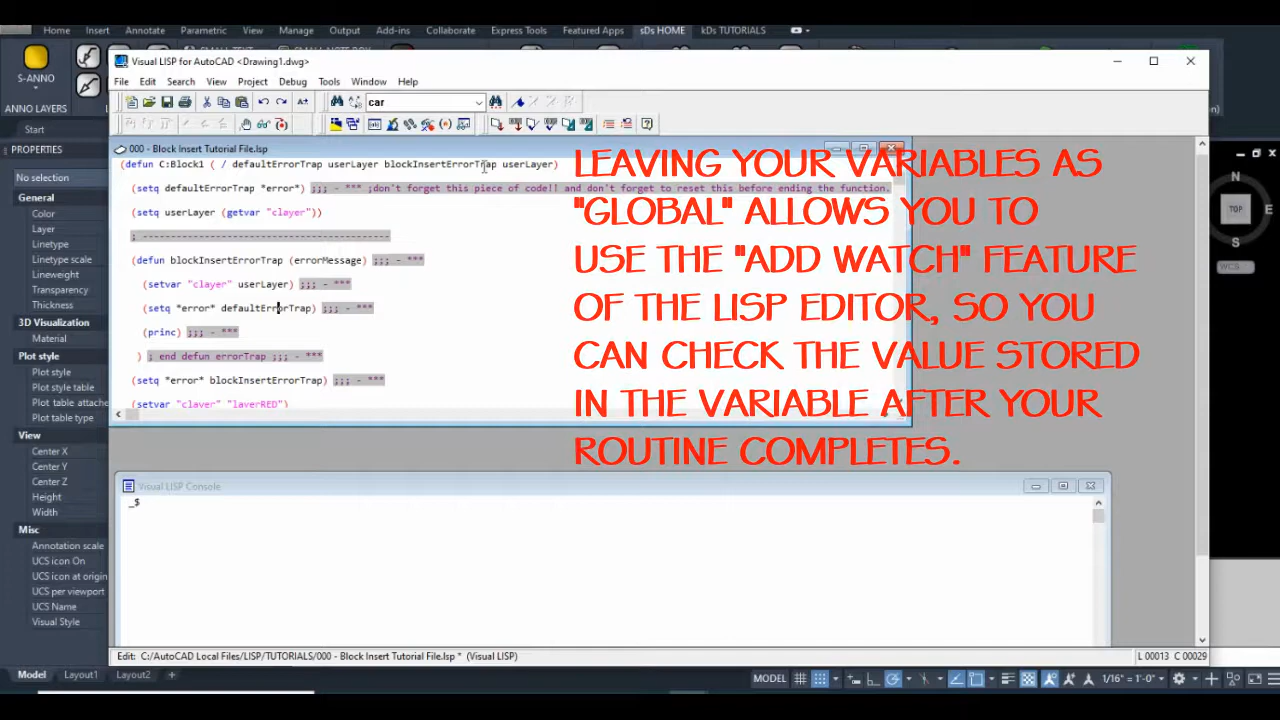 Home Insert Annotate Parametric View Manage Output Add-ins Collaborate Express Tools Featured Apps sDs HOME kDs TUTORIALS
S-ANNO
ANNO LAYERS
Start
PROPERTIES
No selection
General
Color
Layer
Linetype
Linetype scale
Lineweight
Transparency
Thickness
3D Visualization
Material
Plot style
Plot style
Plot style table
Plot table attache
Plot table type
View
Center X
Center Y
Center Z
Height
Width
Misc
Annotation scale
UCS icon On
UCS icon at origin
UCS per viewport
UCS Name
Visual Style
Visual LISP for AutoCAD <Drawing1.dwg>
File Edit Search View Project Debug Tools Window Help
car
000 - Block Insert Tutorial File.lsp
(defun C:Block1 ( / defaultErrorTrap userLayer blockInsertErrorTrap userLayer)
(setq defaultErrorTrap *error*) ;;; - *** ;don't forget this piece of code!! and don't forget to reset this before ending the function.
(setq userLayer (getvar "clayer"))
; -------------------------------------------
(defun blockInsertErrorTrap (errorMessage) ;;; - ***
(setvar "clayer" userLayer) ;;; - ***
(setq *error* defaultErrorTrap) ;;; - ***
(princ) ;;; - ***
) ; end defun errorTrap ;;; - ***
(setq *error* blockInsertErrorTrap) ;;; - ***
(setvar "clayer" "layerRED")
LEAVING YOUR VARIABLES AS
"GLOBAL" ALLOWS YOU TO
USE THE "ADD WATCH" FEATURE
OF THE LISP EDITOR, SO YOU
CAN CHECK THE VALUE STORED
IN THE VARIABLE AFTER YOUR
ROUTINE COMPLETES.
Visual LISP Console
_$
Edit: C:/AutoCAD Local Files/LISP/TUTORIALS/000 - Block Insert Tutorial File.lsp * (Visual LISP)
L 00013 C 00029
N
W
TOP
S
WCS
Model Layout1 Layout2 +
MODEL
1/16" = 1'-0"